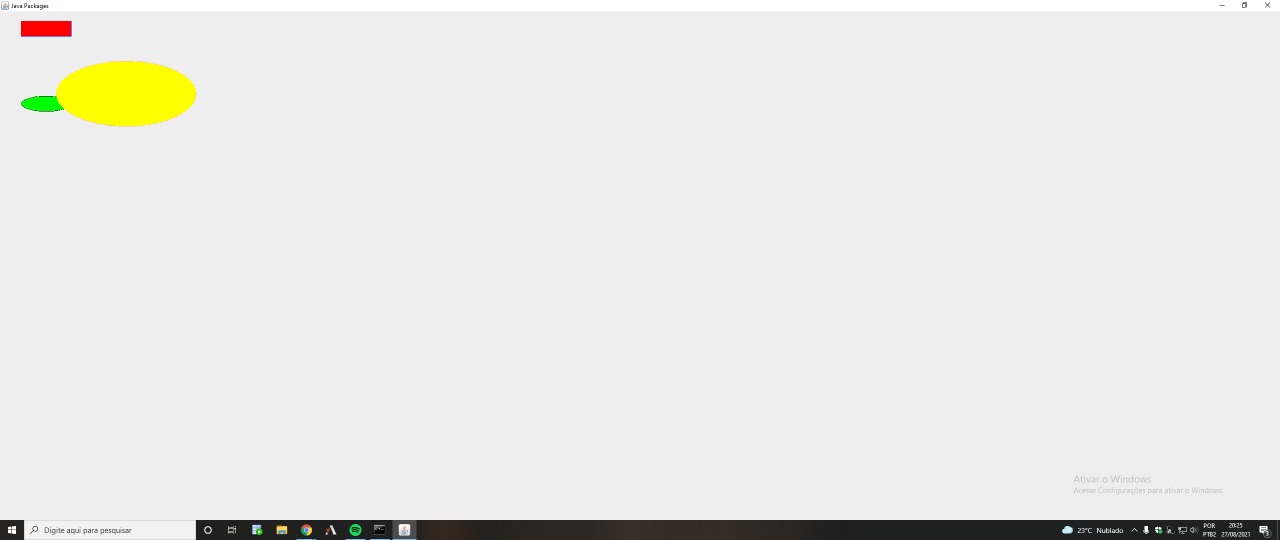 Java Packages
Ativar o Windows
Acesse Configurações para ativar o Windows.
Digite aqui para pesquisar
23°C Nublado
POR
PTB2
20:25
27/08/2021